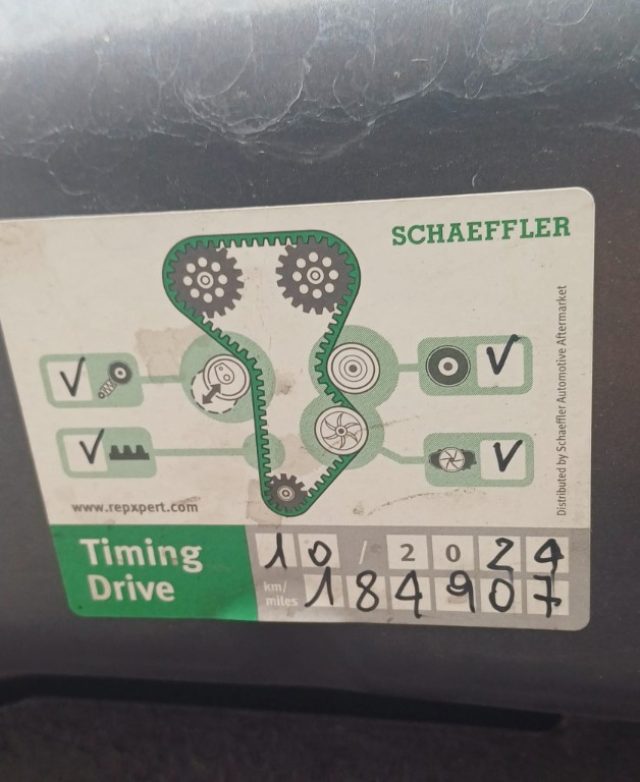 SCHAEFFLER
Distributed by Schaeffler Automotive Aftermarket
www.repxpert.com
Timing
Drive
10 / 2024
km/
miles
184907